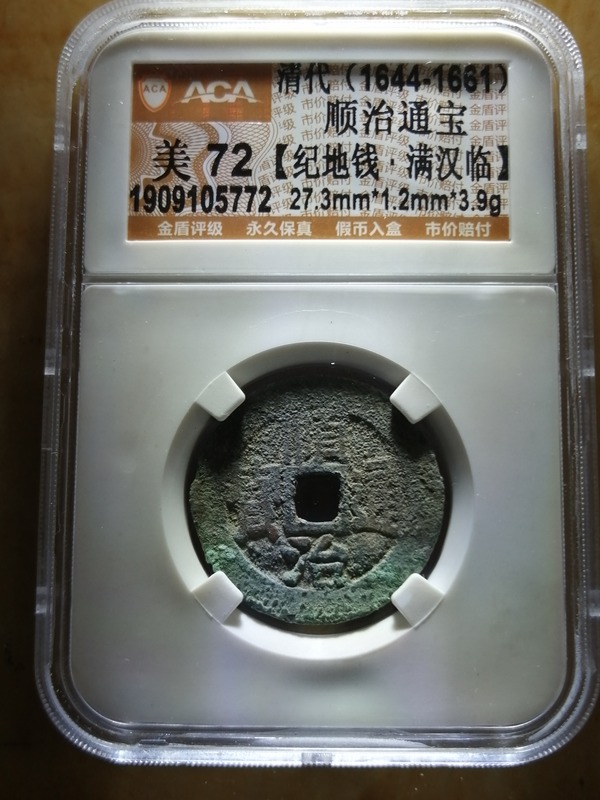 ACA ACA
清代（1644-1661）
顺治通宝
美 72【纪地钱，满汉临】
1909105772 27.3mm*1.2mm*3.9g
金盾评级 永久保真 假币入盒 市价赔付
治